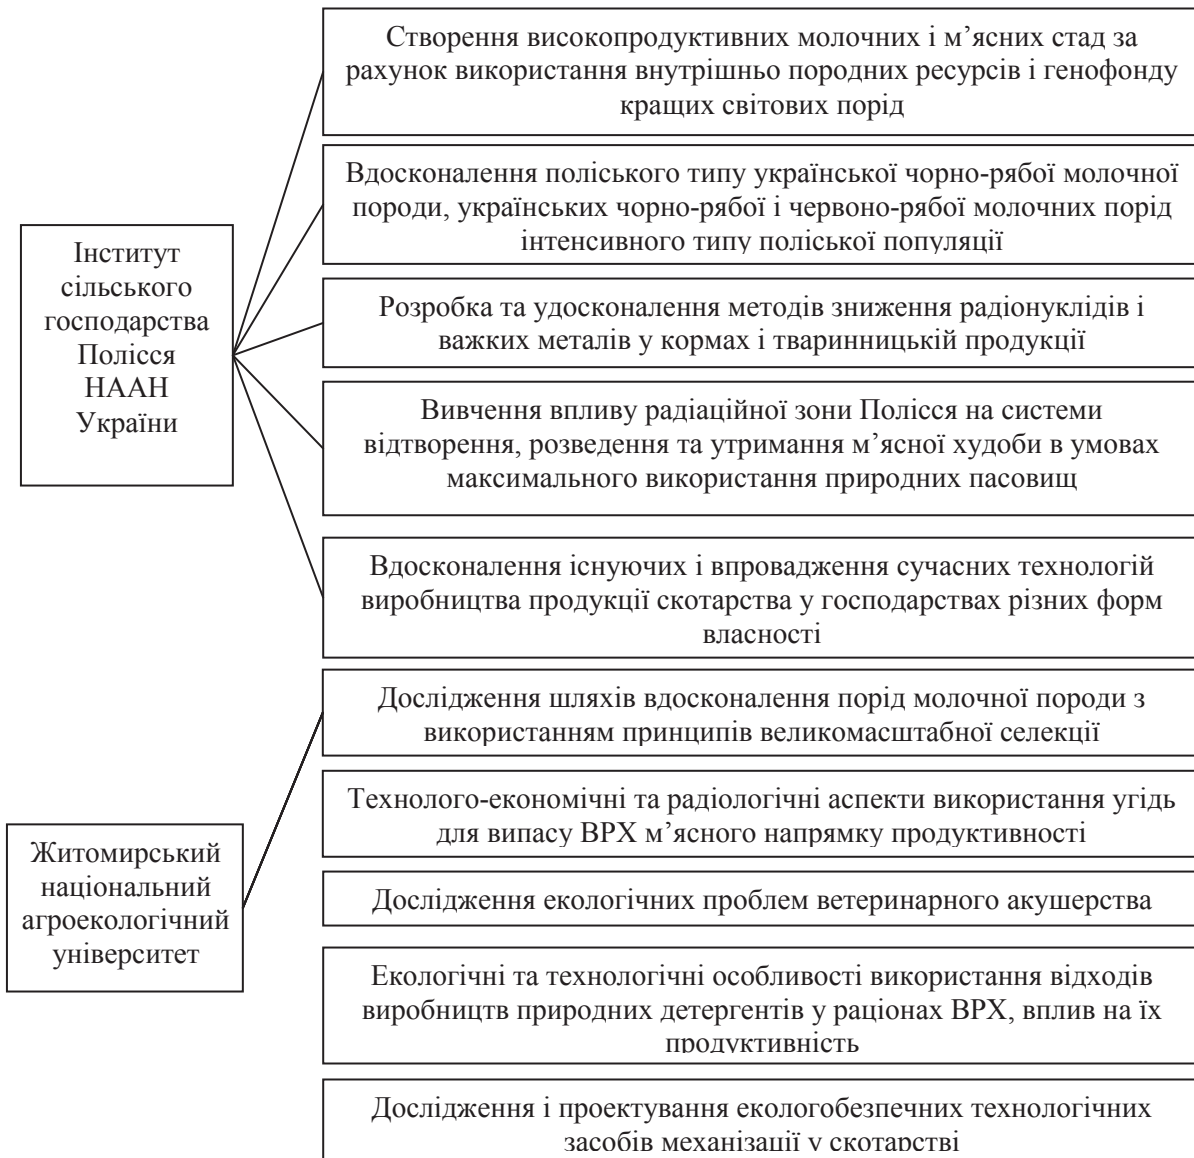 Створення високопродуктивних молочних і м’ясних стад за
рахунок використання внутрішньо породних ресурсів і генофонду
кращих світових порід
Вдосконалення поліського типу української чорно-рябої молочної
породи, українських чорно-рябої і червоно-рябої молочних порід
інтенсивного типу поліської популяції
Інститут
сільського
господарства
Полісся
НААН
України
Розробка та удосконалення методів зниження радіонуклідів і
важких металів у кормах і тваринницькій продукції
Вивчення впливу радіаційної зони Полісся на системи
відтворення, розведення та утримання м’ясної худоби в умовах
максимального використання природних пасовищ
Вдосконалення існуючих і впровадження сучасних технологій
виробництва продукції скотарства у господарствах різних форм
власності
Дослідження шляхів вдосконалення порід молочної породи з
використанням принципів великомасштабної селекції
Технолого-економічні та радіологічні аспекти використання угідь
для випасу ВРХ м’ясного напрямку продуктивності
Житомирський
національний
агроекологічний
університет
Дослідження екологічних проблем ветеринарного акушерства
Екологічні та технологічні особливості використання відходів
виробництв природних детергентів у раціонах ВРХ, вплив на їх
продуктивність
Дослідження і проектування екологобезпечних технологічних
засобів механізації у скотарстві